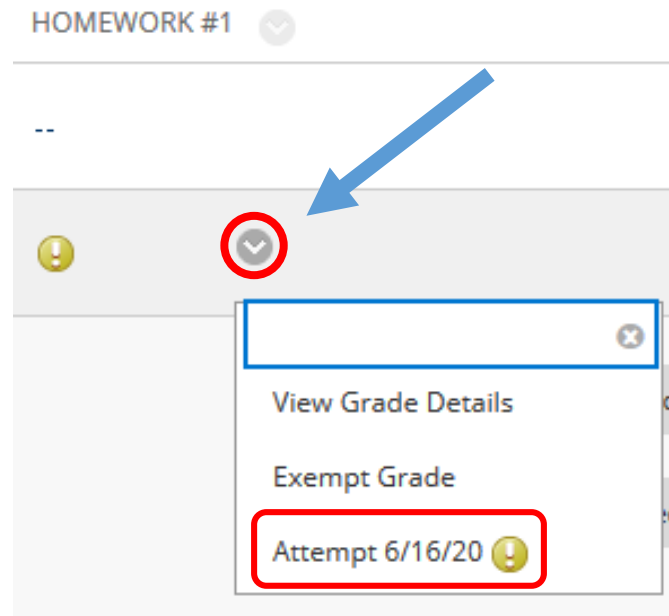 HOMEWORK #1
--
View Grade Details
Exempt Grade
Attempt 6/16/20